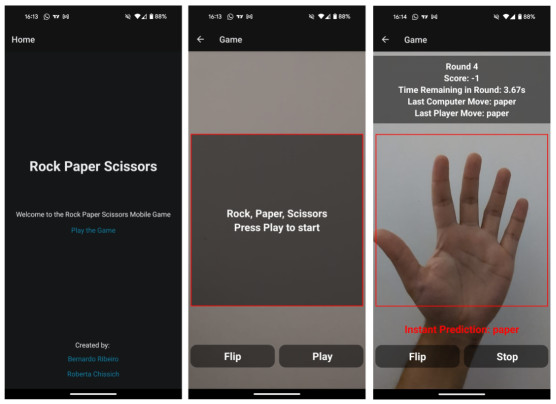 16:13
88%
Home
Rock Paper Scissors
Welcome to the Rock Paper Scissors Mobile Game
Play the Game
Created by:
Bernardo Ribeiro
Roberta Chissich
16:13
88%
← Game
Rock, Paper, Scissors
Press Play to start
Flip Play
16:14
88%
← Game
Round 4
Score: -1
Time Remaining in Round: 3.67s
Last Computer Move: paper
Last Player Move: paper
Instant Prediction: paper
Flip Stop